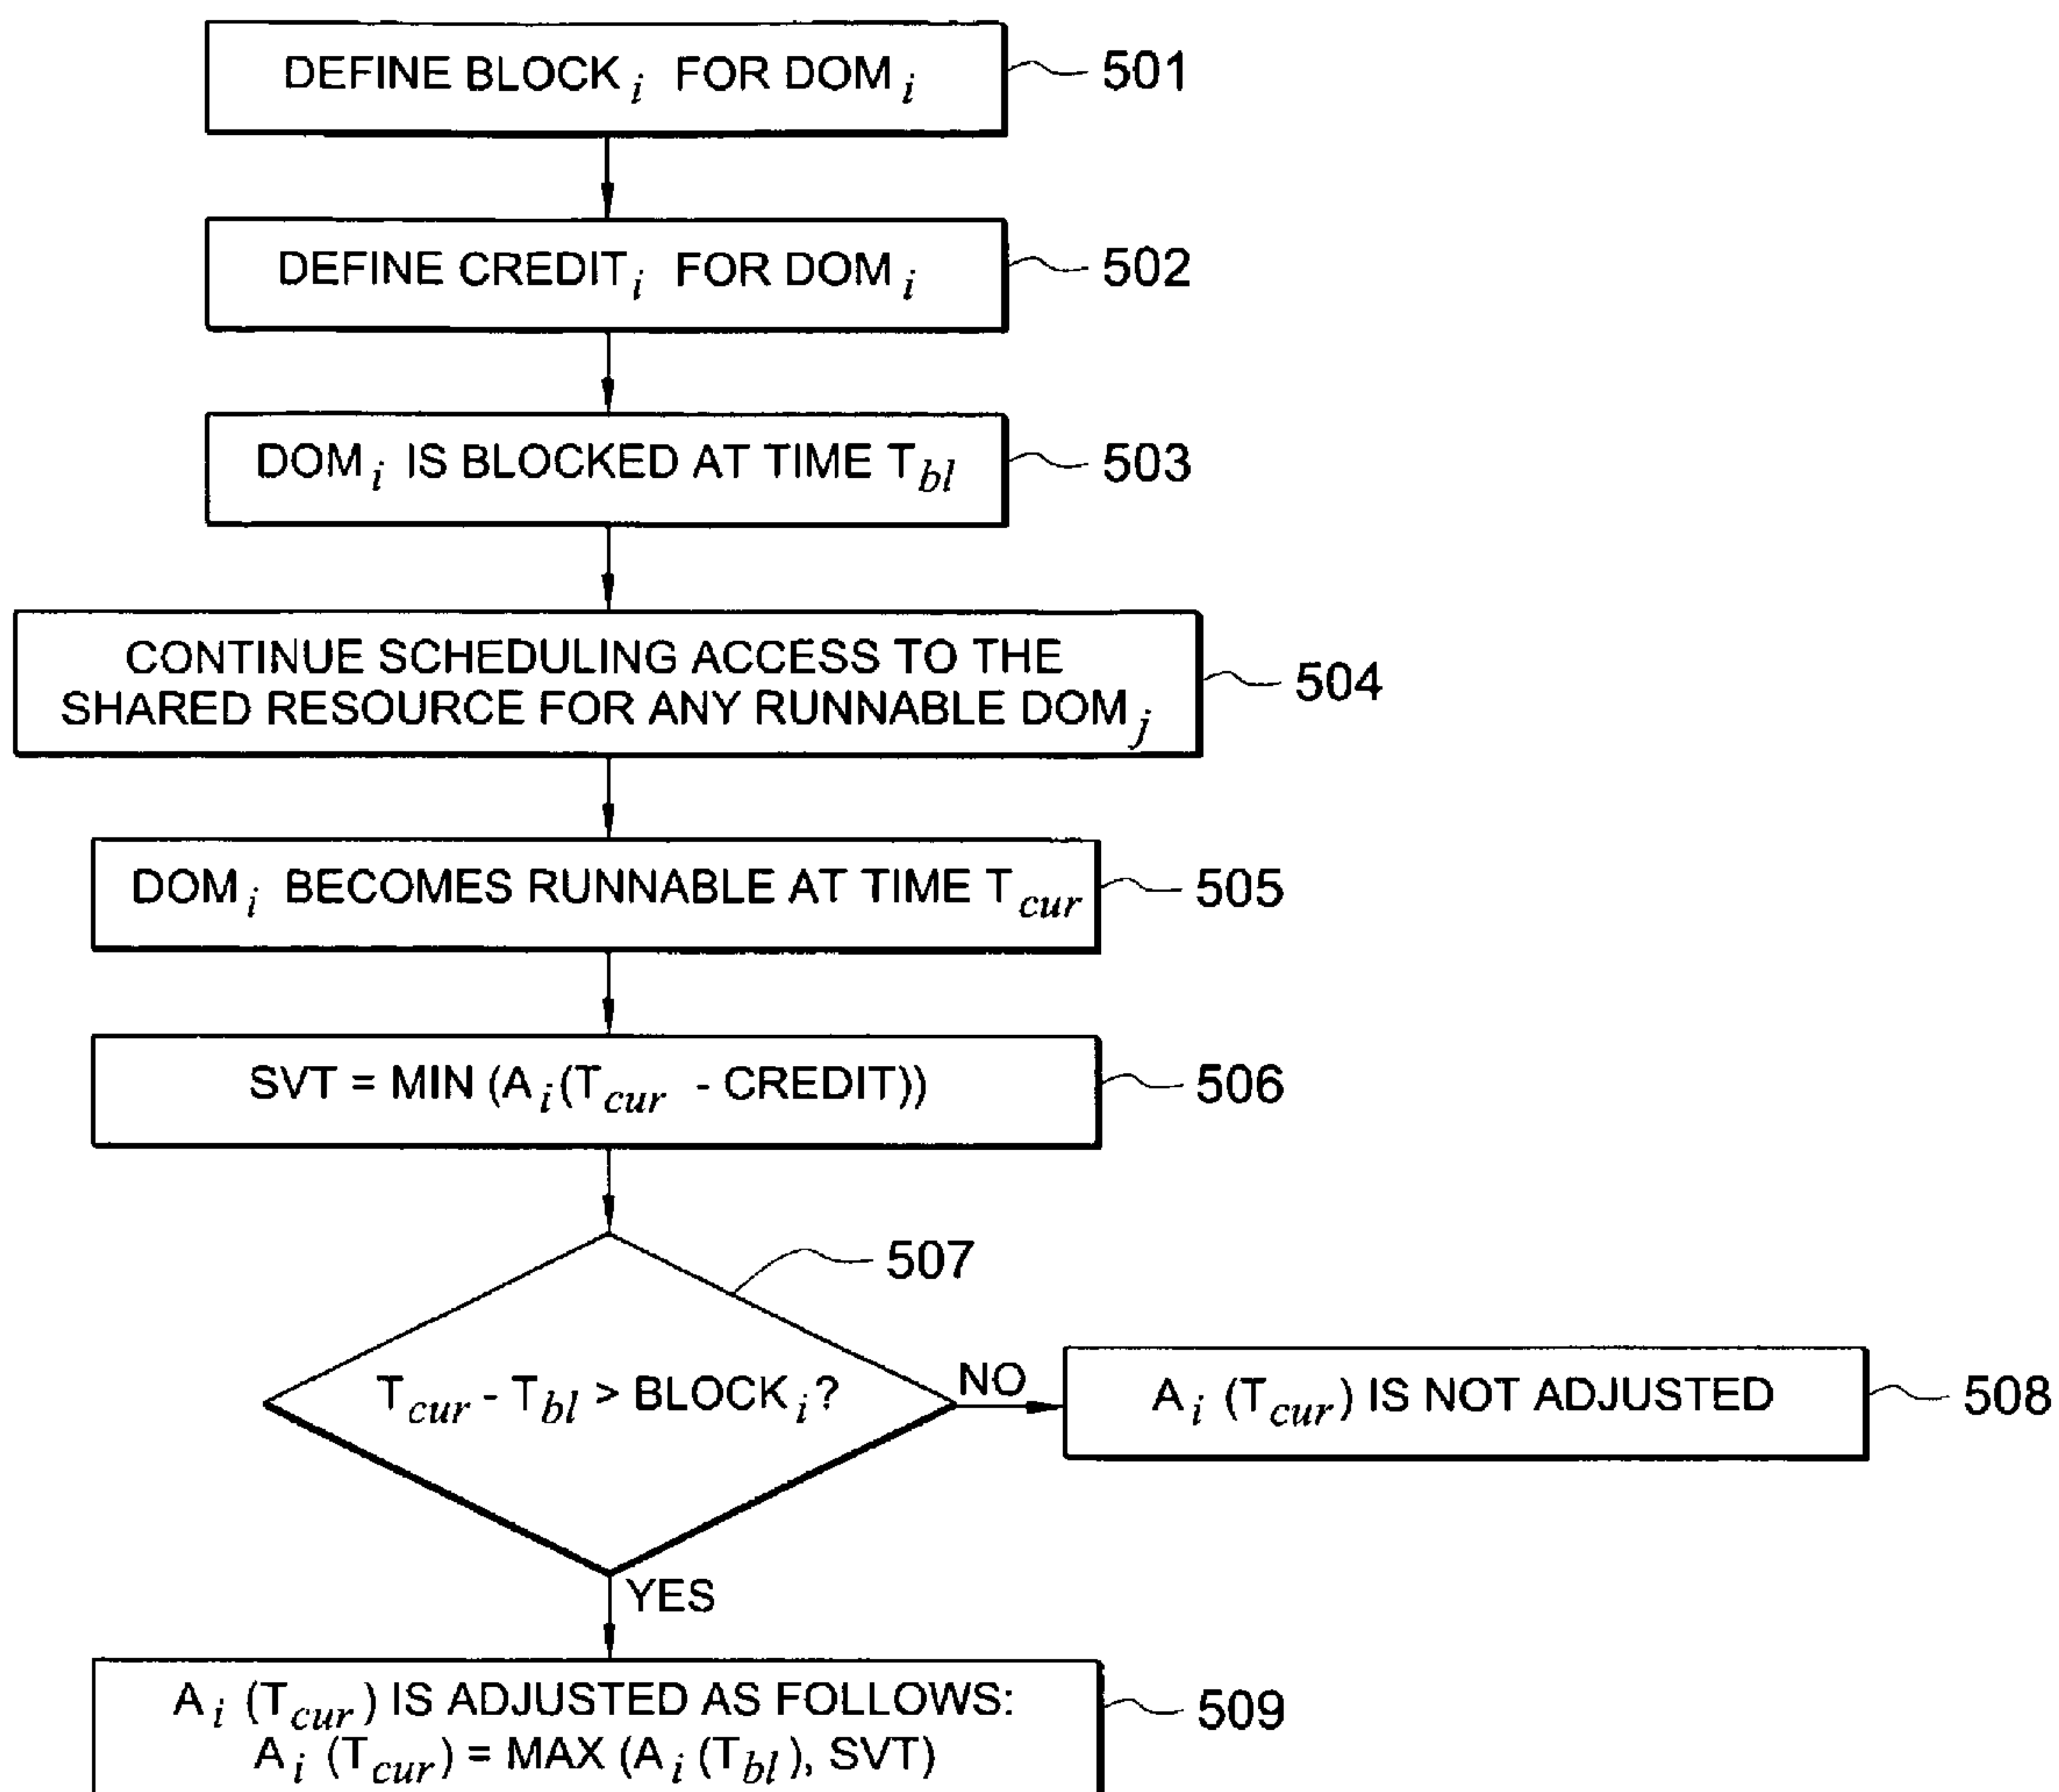 DEFINE BLOCK i FOR DOM i
501
DEFINE CREDIT i FOR DOM i
502
DOM i IS BLOCKED AT TIME T bl
503
CONTINUE SCHEDULING ACCESS TO THE
SHARED RESOURCE FOR ANY RUNNABLE DOM j
504
DOM i BECOMES RUNNABLE AT TIME T cur
505
SVT = MIN (A i (T cur - CREDIT))
506
507
T cur - T bl > BLOCK i ?
NO
A i (T cur ) IS NOT ADJUSTED
508
YES
A i (T cur ) IS ADJUSTED AS FOLLOWS:
A i (T cur ) = MAX (A i (T bl ), SVT)
509